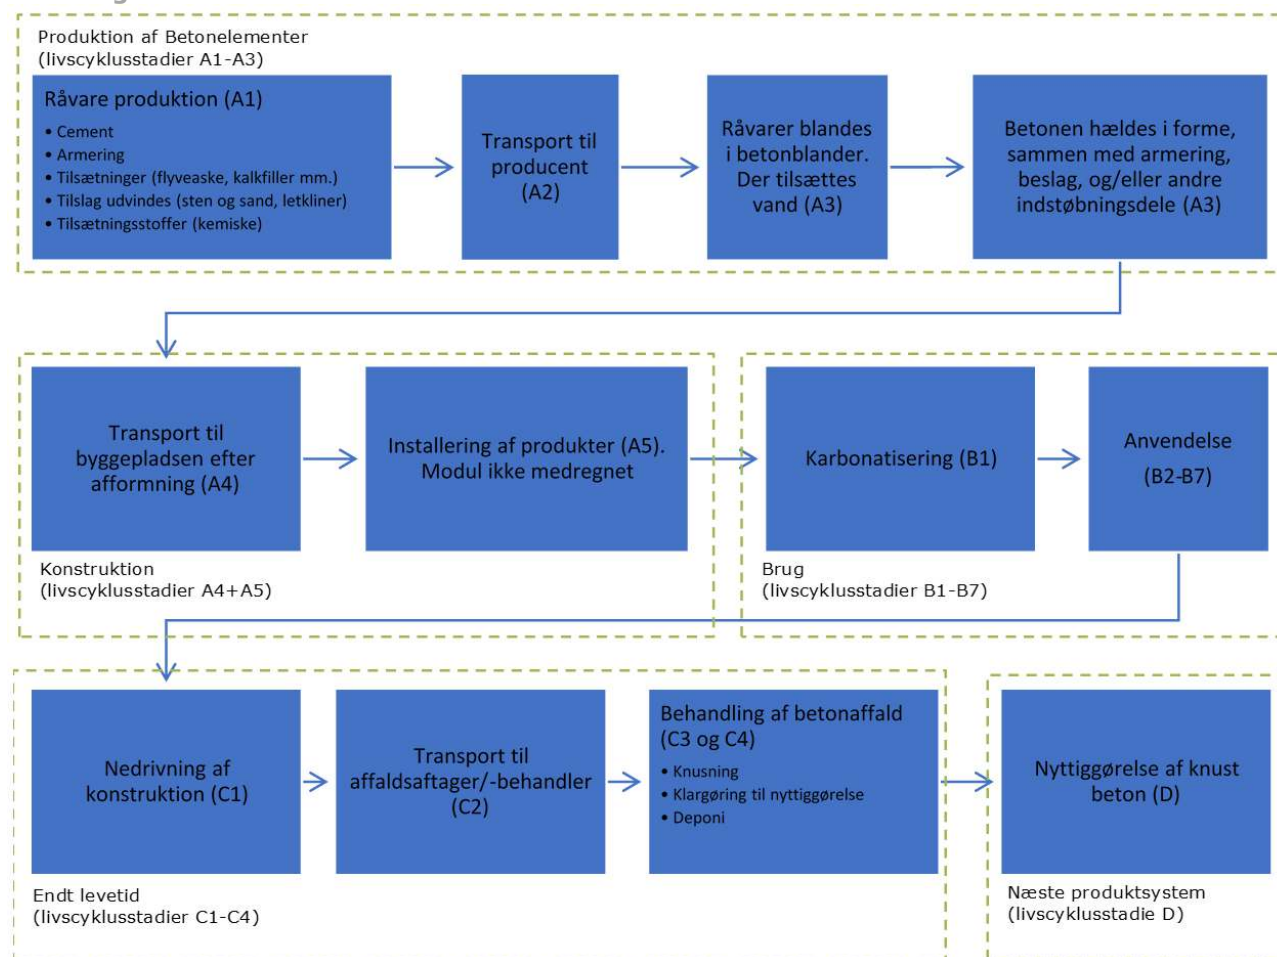 Produktion af Betonelementer
(livscyklusstadier A1-A3)
Råvare produktion (A1)
• Cement
• Armering
• Tilsætninger (flyveaske, kalkfiller mm.)
• Tilslag udvindes (sten og sand, letkliner)
• Tilsætningsstoffer (kemiske)
Transport til
producent
(A2)
Råvarer blandes
i betonblander.
Der tilsættes
vand (A3)
Betonen hældes i forme,
sammen med armering,
beslag, og/eller andre
indstøbningsdele (A3)
Transport til
byggepladsen efter
afformning (A4)
Installering af produkter (A5).
Modul ikke medregnet
Konstruktion
(livscyklusstadier A4+A5)
Karbonatisering (B1)
Anvendelse
(B2-B7)
Brug
(livscyklusstadier B1-B7)
Nedrivning af
konstruktion (C1)
Transport til
affaldsaftager/-behandler
(C2)
Behandling af betonaffald
(C3 og C4)
• Knusning
• Klargøring til nyttiggørelse
• Deponi
Endt levetid
(livscyklusstadier C1-C4)
Nyttiggørelse af knust
beton (D)
Næste produktsystem
(livscyklusstadie D)